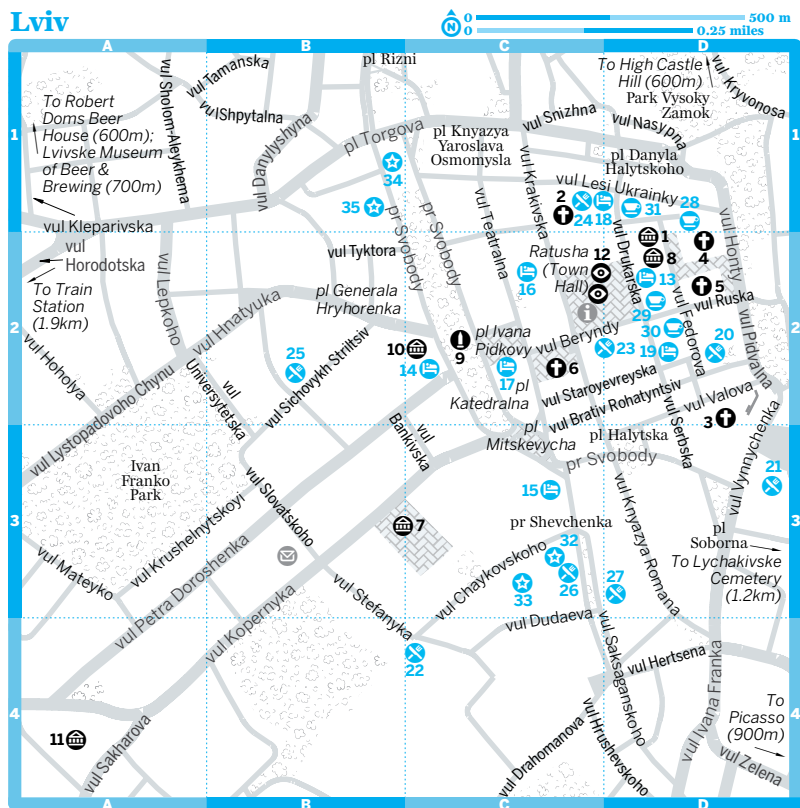 Lviv
N
0 500 m
0 0.25 miles
A
B
C
D
pl Rizni
To High Castle
Hill (600m)
vul Kryvonosa
Park Vysoky
Zamok
vul Tamanska
vul Sholom-Aleykhema
vulShpytalna
To Robert
Doms Beer
House (600m);
Lvivske Museum
of Beer &
Brewing (700m)
1
1
vul Danylyshyna
pl Torgova
pl Knyazya
Yaroslava
Osmomysla
vul Snizhna
vul Nasypna
pl Danyla
Halytskoho
34
vul Lesi Ukrainky
vul Krakivska
2
24
18
31
28
35
pr Svobody
pr Svobody
vul Teatralna
vul Kleparivska
vul
Horodotska
vul Tyktora
Ratusha
(Town
Hall)
12
vul Drukarska
1
8
4
vul Honty
To Train
Station
(1.9km)
vul Lepkoho
16
13
5
pl Generala
Hryhorenka
29
vul Ruska
vul Hnatyuka
2
2
vul Fedorova
vul Pidvalna
pl Ivana
Pidkovy
vul Beryndy
30
20
vul Hoholya
25
vul Sichovykh Striltsiv
10
9
23
19
14
17
6
vul
Universytetska
vul Staroyevreyska
pl
Katedralna
vul Brativ Rohatyntsiv
vul Valova
vul Lystopadovoho Chynu
vul
Bankivska
pl
Mitskevycha
pl Halytska
vul Serbska
3
pr Svobody
vul Vynnychenka
Ivan
Franko
Park
21
vul Slovatskoho
15
3
3
vul Krushelnytskoyi
7
pr Shevchenka
vul Knyazya Romana
pl
Soborna
To Lychakivske
Cemetery
(1.2km)
vul Mateyko
vul Petra Doroshenka
32
vul Chaykovskoho
33
26
27
vul Stefanyka
vul Kopernyka
vul Dudaeva
22
vul Saksaganskoho
vul Hertsena
4
4
vul Ivana Franka
To
Picasso
(900m)
11
vul Sakharova
vul Drahomanova
vul Hrushevskoho
vul Zelena
A
B
C
D